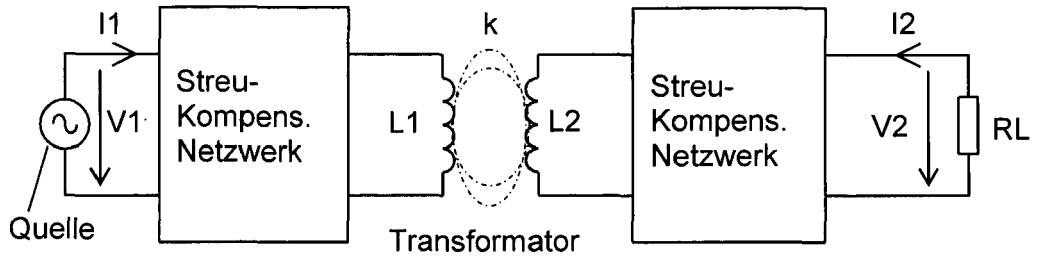 I1
k
I2
Streu-
Kompens.
Netzwerk
Streu-
Kompens.
Netzwerk
V1
L1
L2
V2
RL
Quelle
Transformator